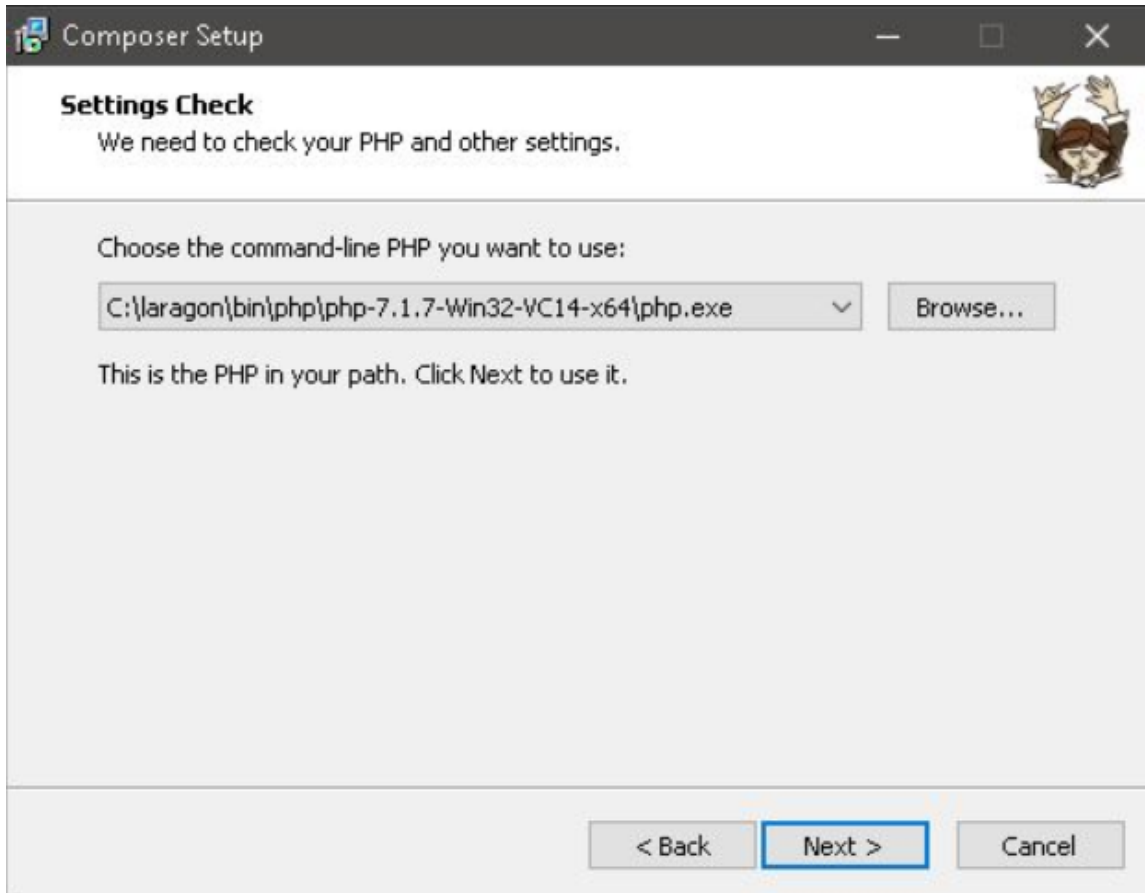 Composer Setup
Settings Check
We need to check your PHP and other settings.
Choose the command-line PHP you want to use:
C:\laragon\bin\php\php-7.1.7-Win32-VC14-x64\php.exe
Browse...
This is the PHP in your path. Click Next to use it.
< Back
Next >
Cancel